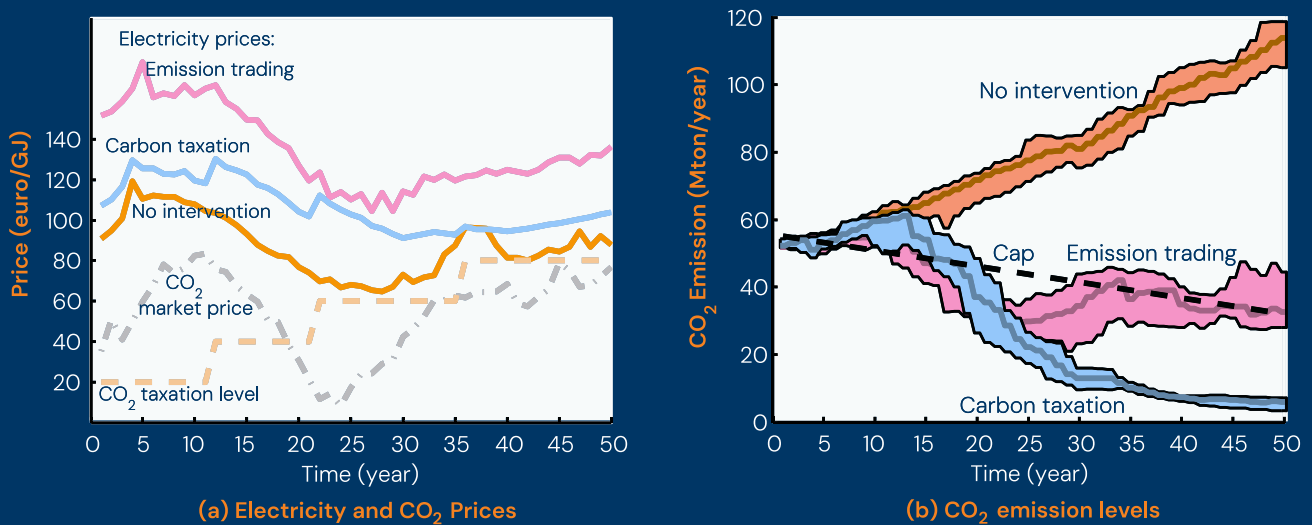 Electricity prices:
Emission trading
Carbon taxation
No intervention
CO2
market price
CO2 taxation level
Price (euro/GJ)
140
120
100
80
60
40
20
0 5 10 15 20 25 30 35 40 45 50
Time (year)
(a) Electricity and CO2 Prices
CO2 Emission (Mton/year)
120
100
80
60
40
20
0
No intervention
Cap Emission trading
Carbon taxation
0 5 10 15 20 25 30 35 40 45 50
Time (year)
(b) CO2 emission levels